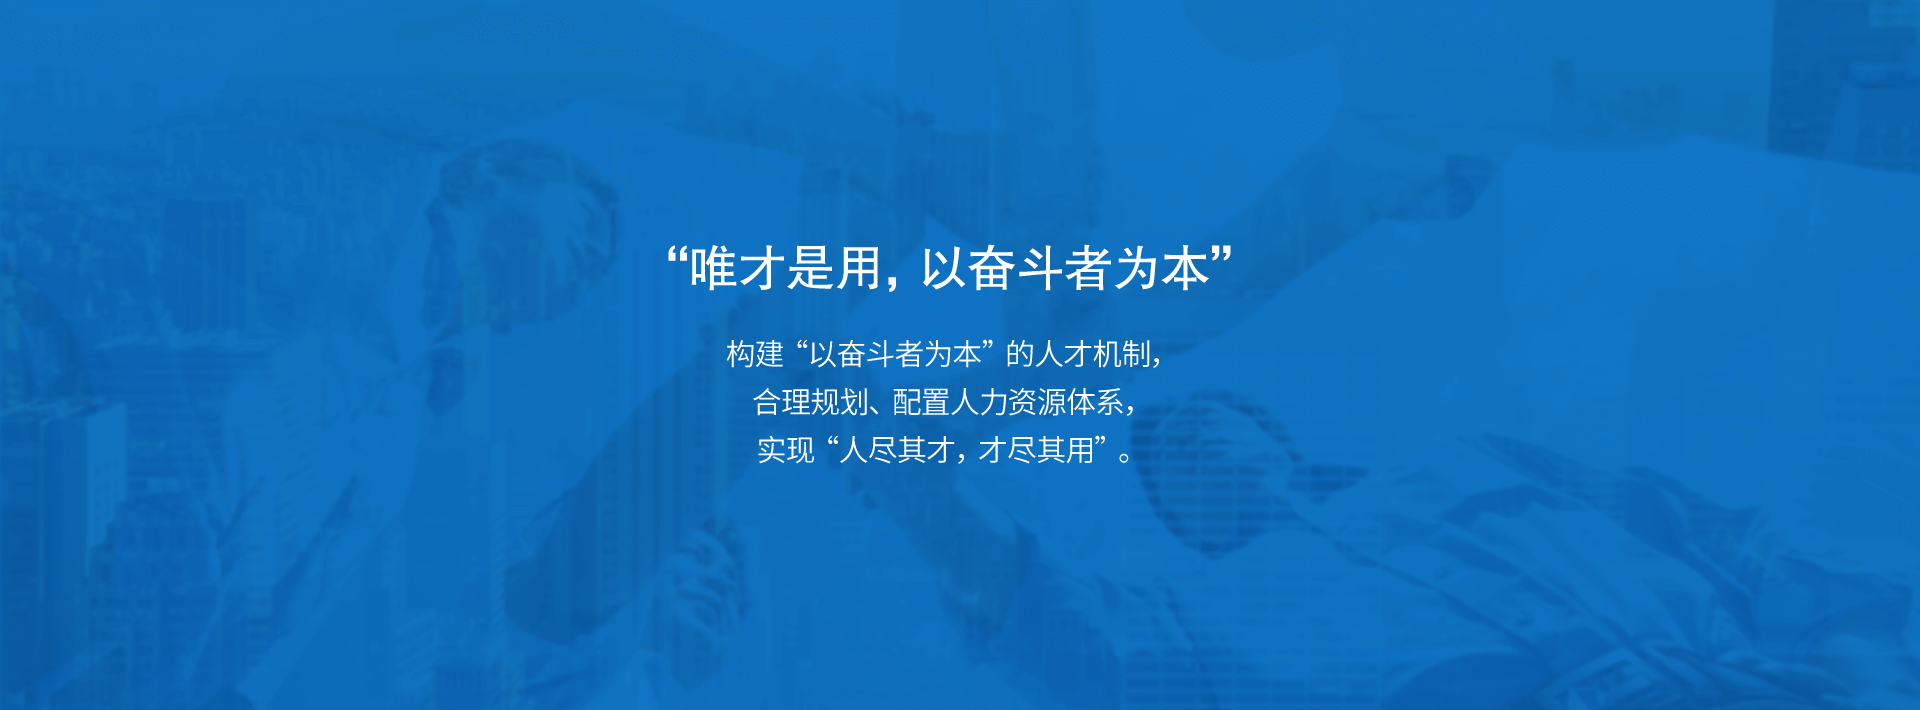 “唯才是用，以奋斗者为本”
构建“以奋斗者为本”的人才机制，
合理规划、配置人力资源体系，
实现“人尽其才，才尽其用”。